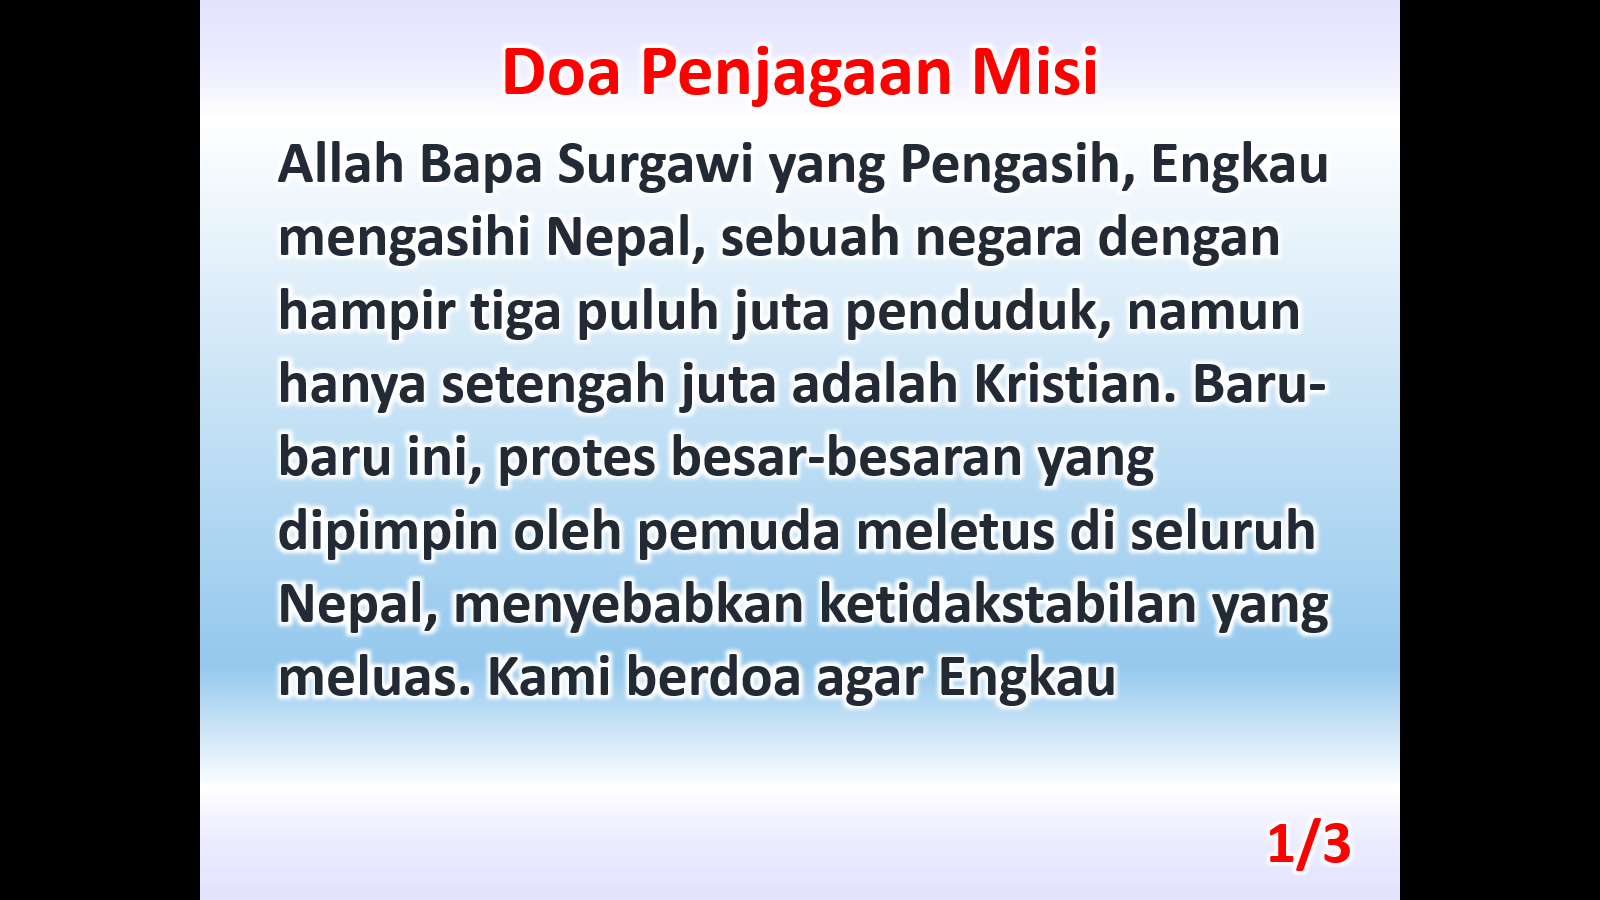 Doa Penjagaan Misi
Allah Bapa Surgawi yang Pengasih, Engkau
mengasihi Nepal, sebuah negara dengan
hampir tiga puluh juta penduduk, namun
hanya setengah juta adalah Kristian. Baru-
baru ini, protes besar-besaran yang
dipimpin oleh pemuda meletus di seluruh
Nepal, menyebabkan ketidakstabilan yang
meluas. Kami berdoa agar Engkau
1/3